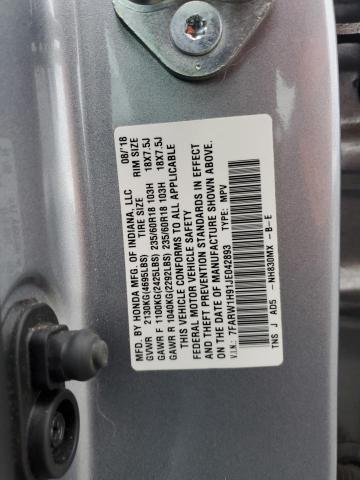 MFD. BY HONDA MFG. OF INDIANA, LLC 08/'18
GVWR 2130KG(4695LBS) TIRE SIZE RIM SIZE
GAWR F 1100KG(2425LBS) 235/60R18 103H 18X7.5J
GAWR R 1040KG(2292LBS) 235/60R18 103H 18X7.5J
THIS VEHICLE CONFORMS TO ALL APPLICABLE
FEDERAL MOTOR VEHICLE SAFETY
AND THEFT PREVENTION STANDARDS IN EFFECT
ON THE DATE OF MANUFACTURE SHOWN ABOVE.
V.I.N.: 7FARW1H91JE042893 TYPE: MPV
TNS J AD5 - NH830MX -B-E